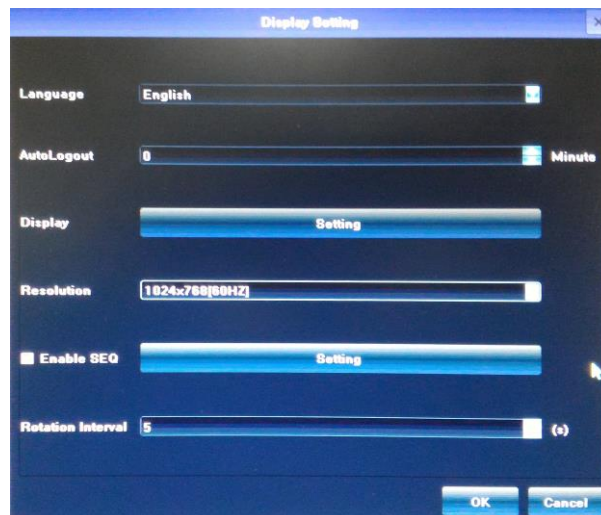 Display Setting
Language English
AutoLogout 0 Minute
Display Setting
Resolution 1024x768[60HZ]
Enable SEQ Setting
Rotation Interval 5 (s)
OK Cancel